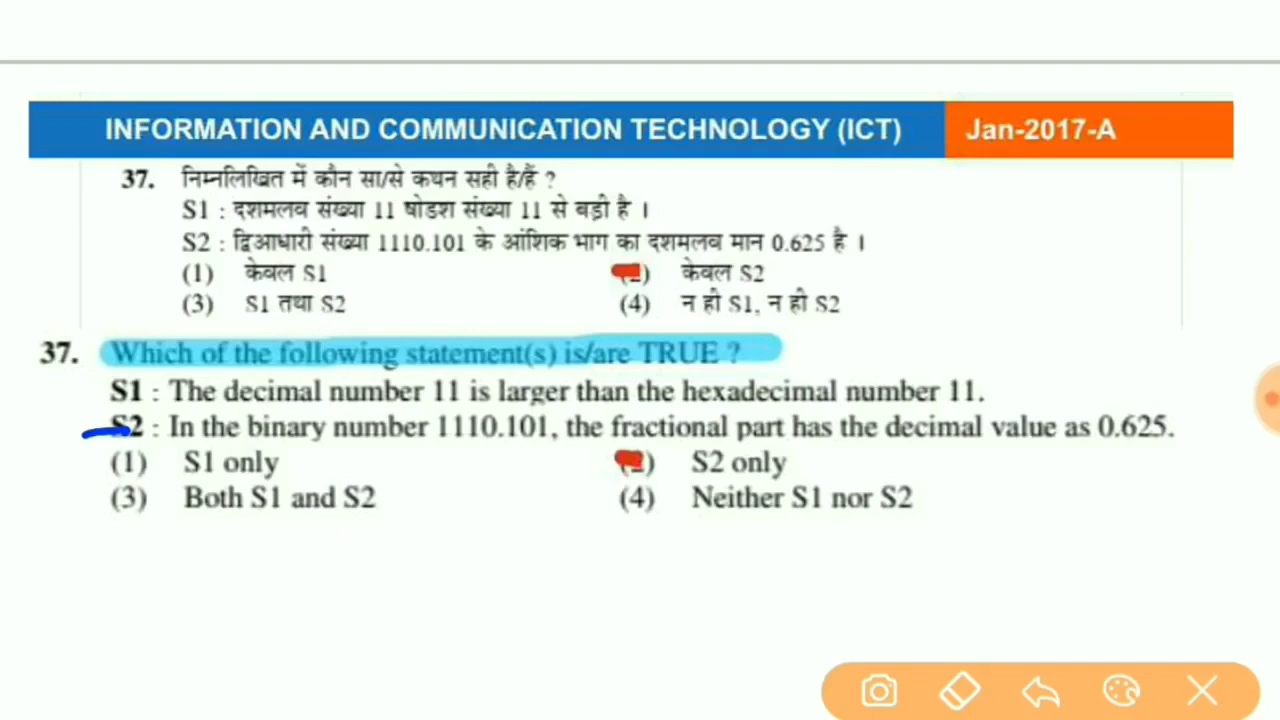 INFORMATION AND COMMUNICATION TECHNOLOGY (ICT) Jan-2017-A
37. निम्नलिखित में कौन सा/से कथन सही है/हैं ?
S1 : दशमलव संख्या 11 षोडश संख्या 11 से बड़ी है ।
S2 : द्विआधारी संख्या 1110.101 के आंशिक भाग का दशमलव मान 0.625 है ।
(1) केवल S1 केवल S2
(3) S1 तथा S2 (4) न ही S1, न ही S2
37. Which of the following statement(s) is/are TRUE ?
S1 : The decimal number 11 is larger than the hexadecimal number 11.
S2 : In the binary number 1110.101, the fractional part has the decimal value as 0.625.
(1) S1 only S2 only
(3) Both S1 and S2 (4) Neither S1 nor S2